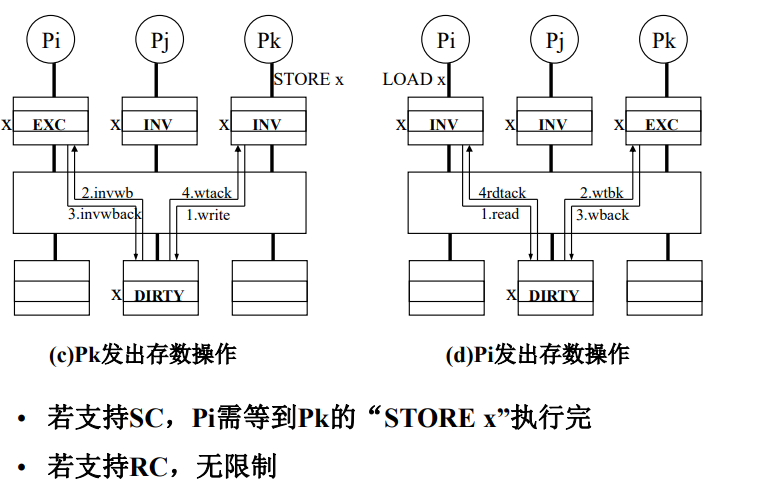 Pi Pj Pk Pi Pj Pk
STORE x LOAD x
X EXC X INV X INV X INV X INV X EXC
2.invwb 4.wtack 4rdtack 2.wtbk
3.invwback 1.write 1.read 3.wback
X DIRTY X DIRTY
(c)Pk发出存数操作 (d)Pi发出存数操作
• 若支持SC，Pi需等到Pk的“STORE x”执行完
• 若支持RC，无限制